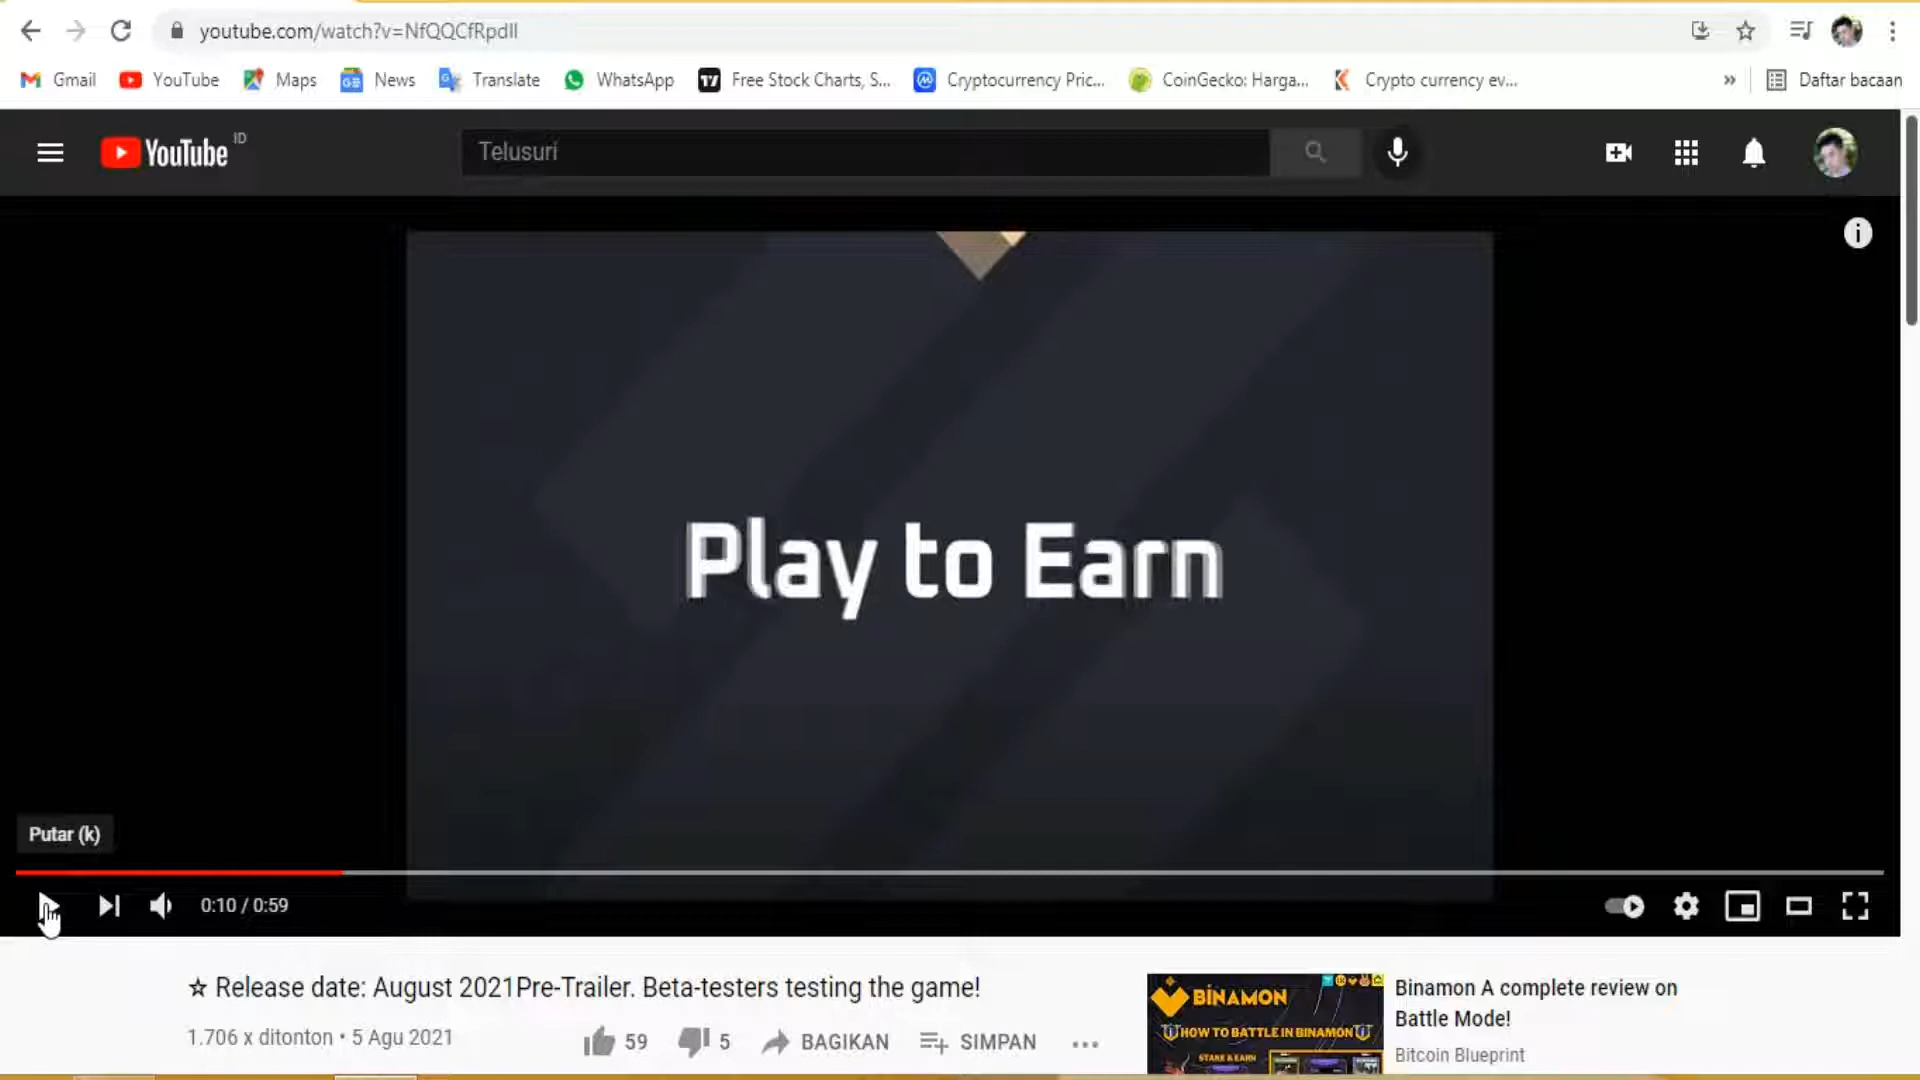 youtube.com/watch?v=NfQQCfRpdlI
Gmail YouTube Maps News Translate WhatsApp Free Stock Charts, S... Cryptocurrency Pric... CoinGecko: Harga... Crypto currency ev... » Daftar bacaan
YouTube ID
Telusuri
Play to Earn
Putar (k)
0:10 / 0:59
☆ Release date: August 2021Pre-Trailer. Beta-testers testing the game!
1.706 x ditonton • 5 Agu 2021
59 5 BAGIKAN SIMPAN
BINAMON
HOW TO BATTLE IN BINAMON
STAKE & EARN
Binamon A complete review on
Battle Mode!
Bitcoin Blueprint